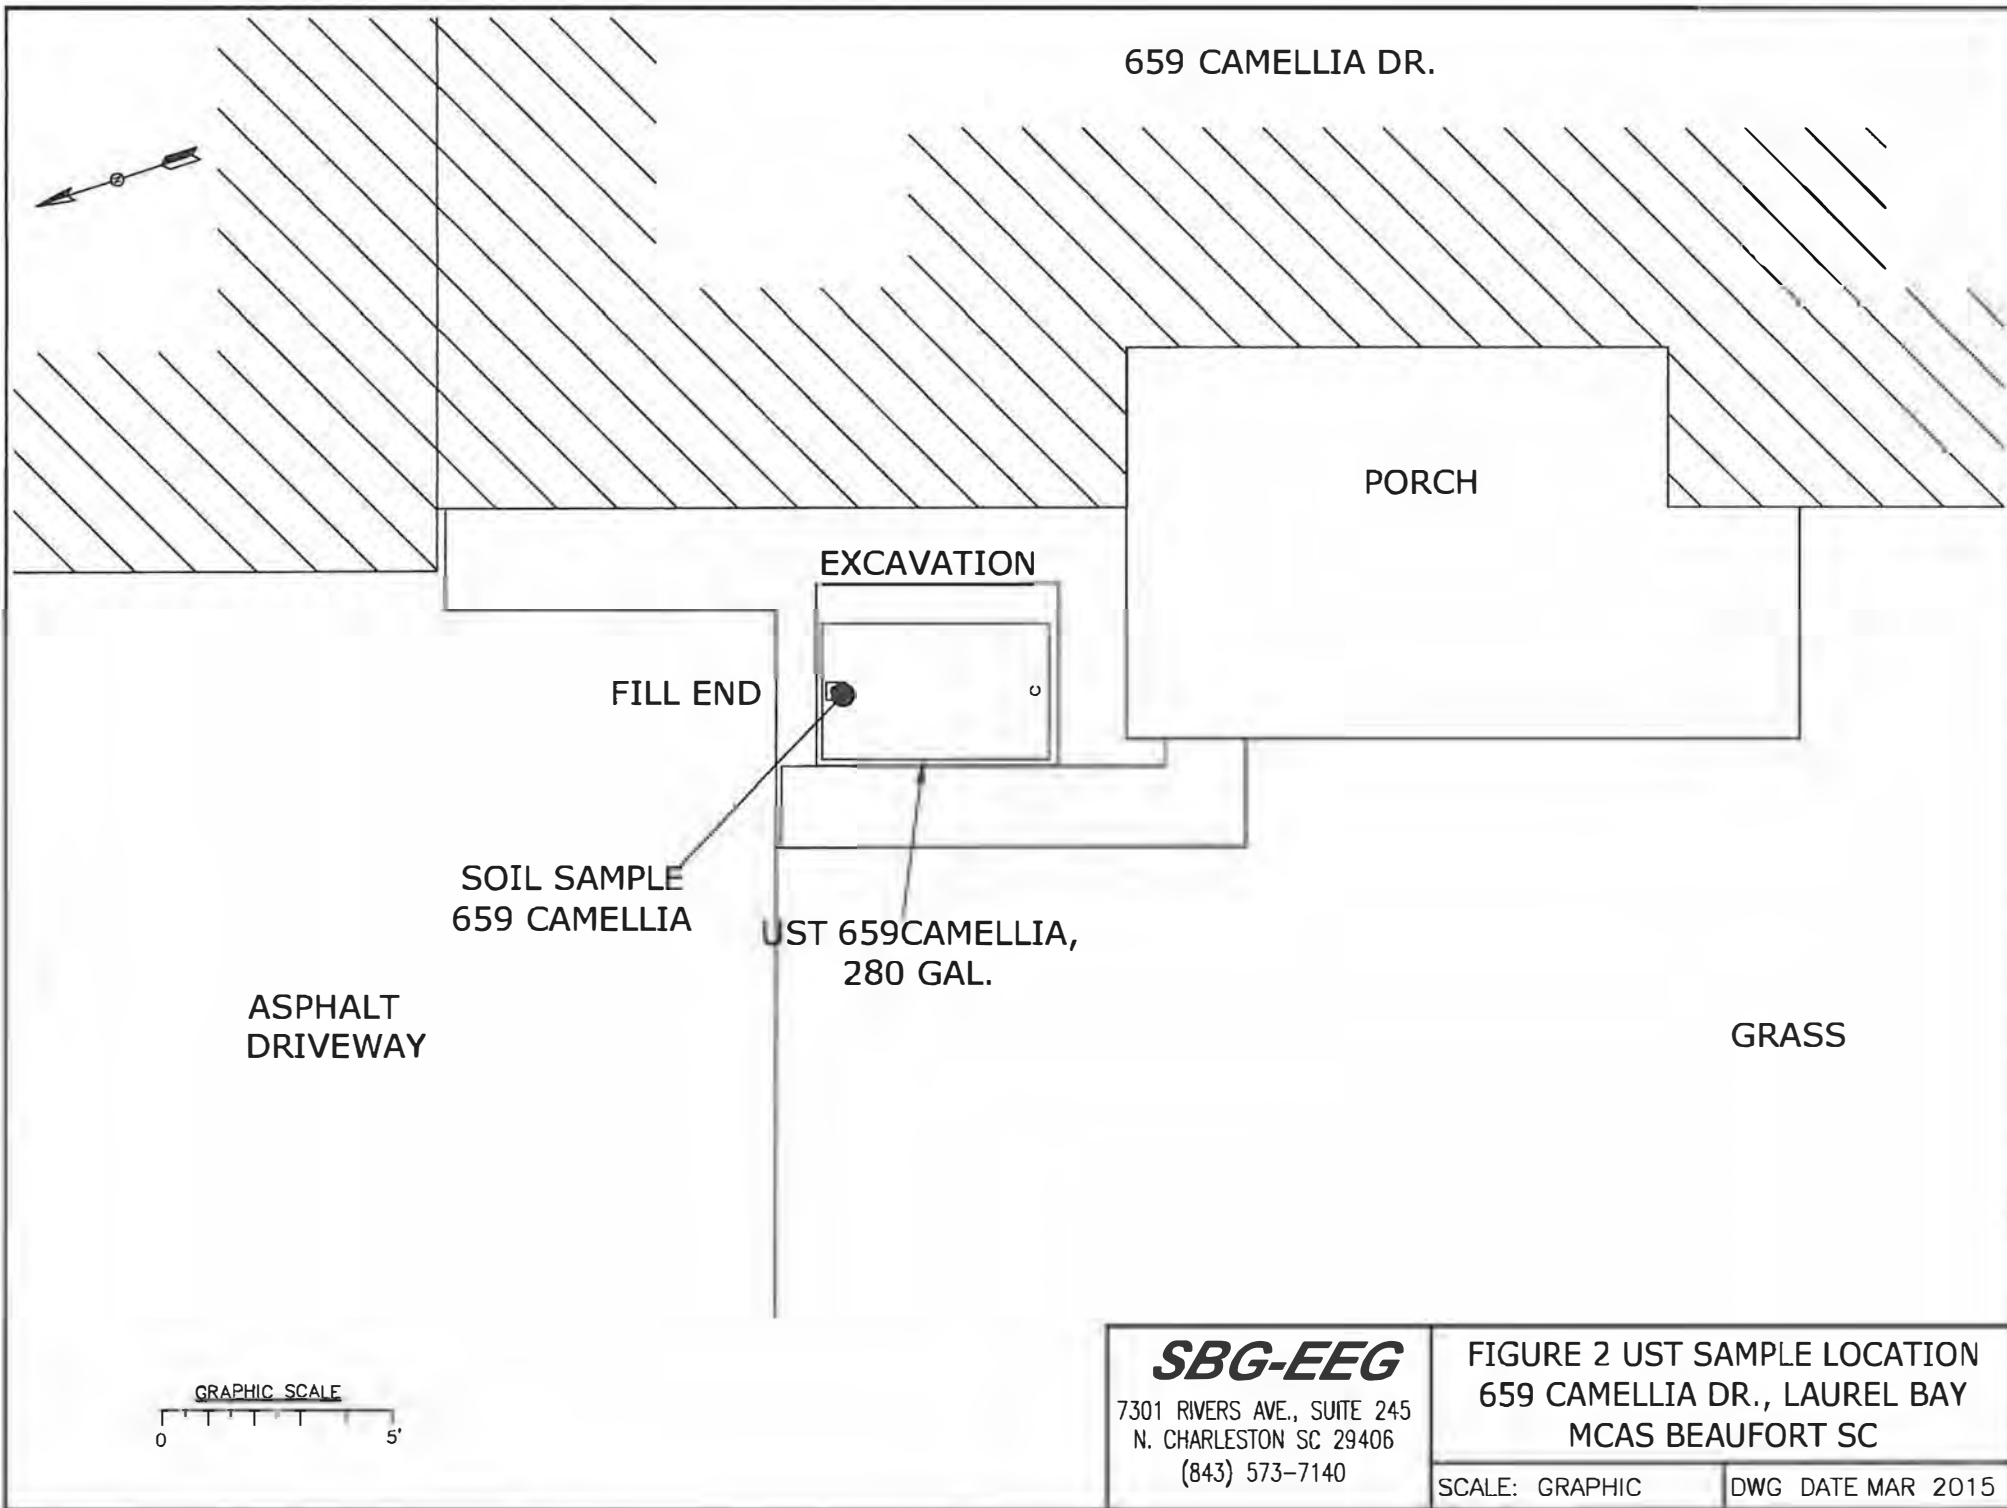 659 CAMELLIA DR.
PORCH
EXCAVATION
FILL END
C
SOIL SAMPLE
659 CAMELLIA
UST 659CAMELLIA,
280 GAL.
ASPHALT
DRIVEWAY
GRASS
GRAPHIC SCALE
0 5'
SBG-EEG
7301 RIVERS AVE., SUITE 245
N. CHARLESTON SC 29406
(843) 573-7140
FIGURE 2 UST SAMPLE LOCATION
659 CAMELLIA DR., LAUREL BAY
MCAS BEAUFORT SC
SCALE: GRAPHIC
DWG DATE MAR 2015